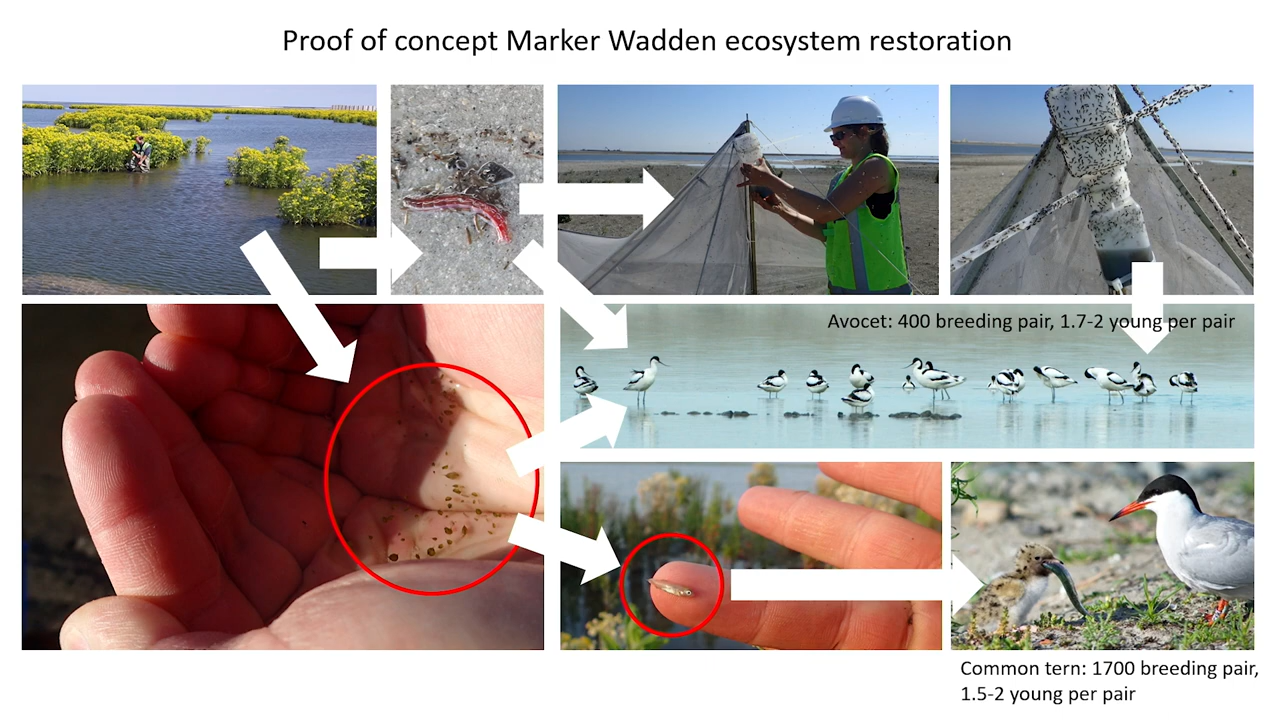 Proof of concept Marker Wadden ecosystem restoration
Avocet: 400 breeding pair, 1.7-2 young per pair
Common tern: 1700 breeding pair,
1.5-2 young per pair